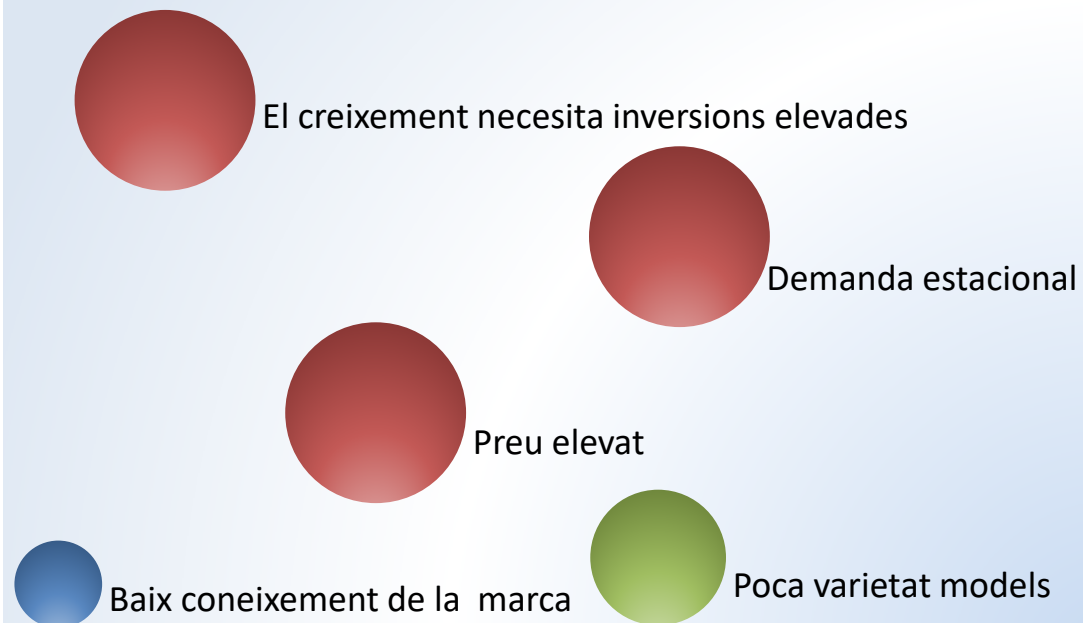 El creixement necesita inversions elevades
Demanda estacional
Preu elevat
Poca varietat models
Baix coneixement de la  marca